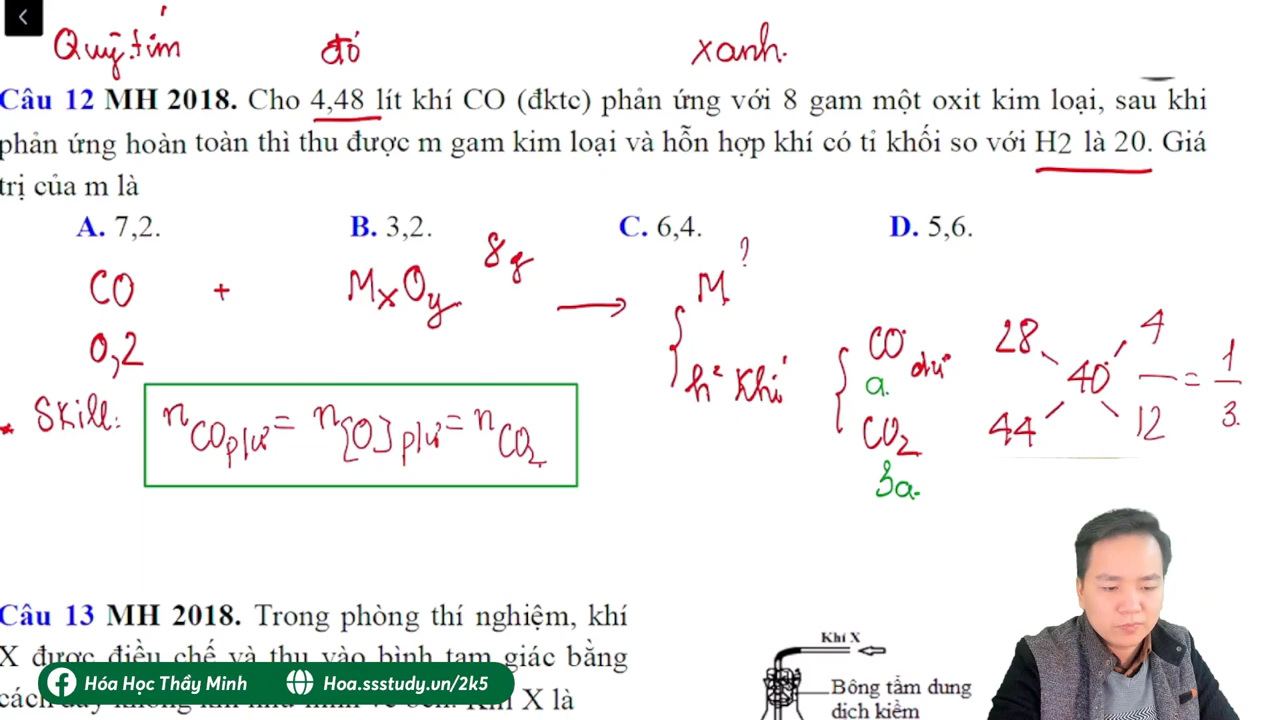 Quỳ tím đỏ xanh.
Câu 12 MH 2018. Cho 4,48 lít khí CO (đktc) phản ứng với 8 gam một oxit kim loại, sau khi
phản ứng hoàn toàn thì thu được m gam kim loại và hỗn hợp khí có tỉ khối so với H2 là 20. Giá
trị của m là
A. 7,2. B. 3,2. C. 6,4. D. 5,6.
8g
CO + MxOy → M ?
0,2
h² khí
CO dư
a.
CO2
3a.
28 4
40 = 1/3.
44 12
* Skill: nCO p/ư = n[O] p/ư = nCO2
Câu 13 MH 2018. Trong phòng thí nghiệm, khí
X được điều chế và thu vào bình tam giác bằng
X là
Hóa Học Thầy Minh Hoa.ssstudy.vn/2k5
Khí X
Bông tẩm dung
dịch kiềm